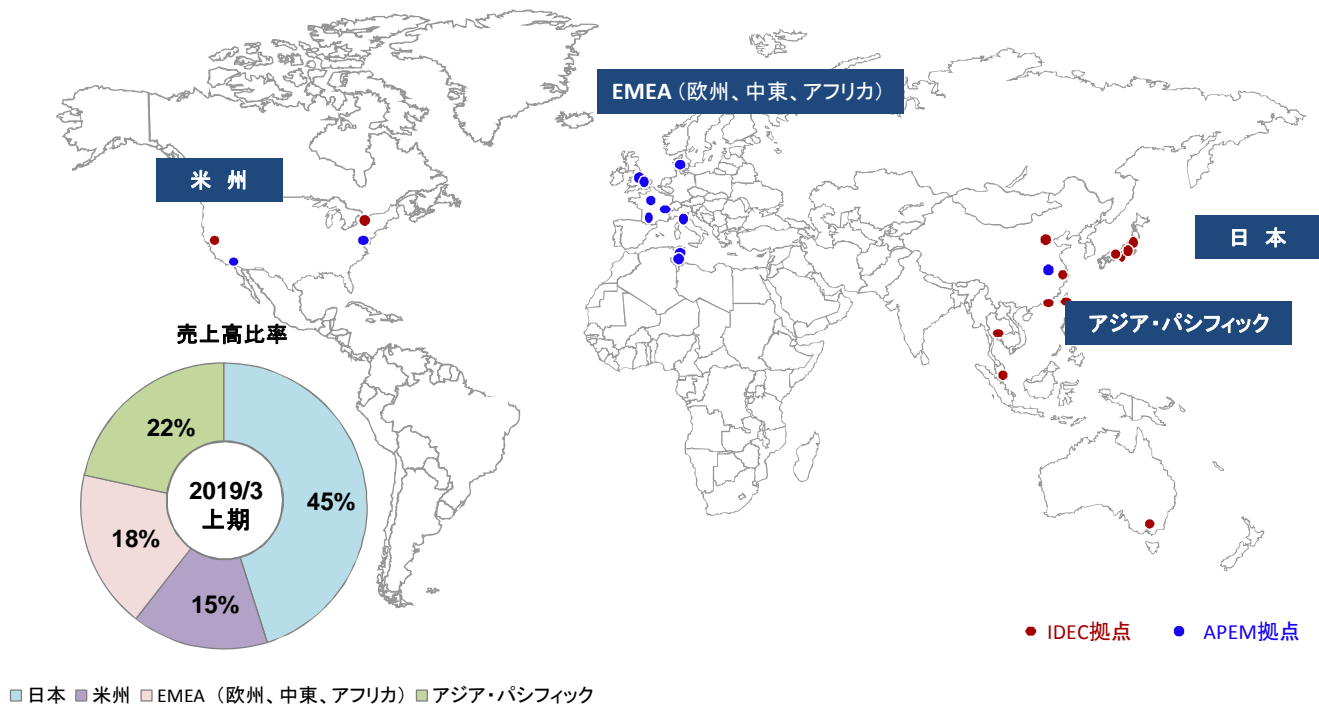 EMEA（欧州、中東、アフリカ）
米 州
日 本
アジア・パシフィック
売上高比率
22%
45%
2019/3
上期
18%
15%
IDEC拠点
APEM拠点
日本 米州 EMEA （欧州、中東、アフリカ） アジア・パシフィック